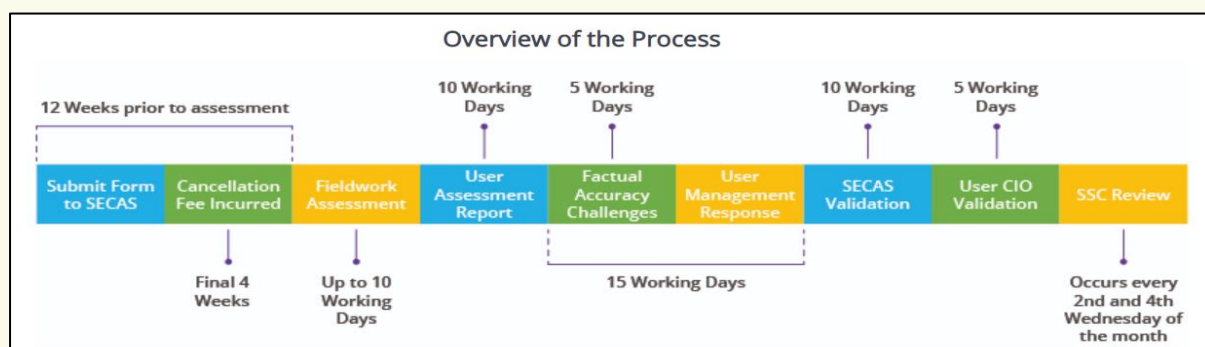 Overview of the Process
12 Weeks prior to assessment
10 Working
Days
5 Working
Days
10 Working
Days
5 Working
Days
Submit Form
to SECAS
Cancellation
Fee Incurred
Fieldwork
Assessment
User
Assessment
Report
Factual
Accuracy
Challenges
User
Management
Response
SECAS
Validation
User CIO
Validation
SSC Review
Final 4
Weeks
Up to 10
Working
Days
15 Working Days
Occurs every
2nd and 4th
Wednesday of
the month